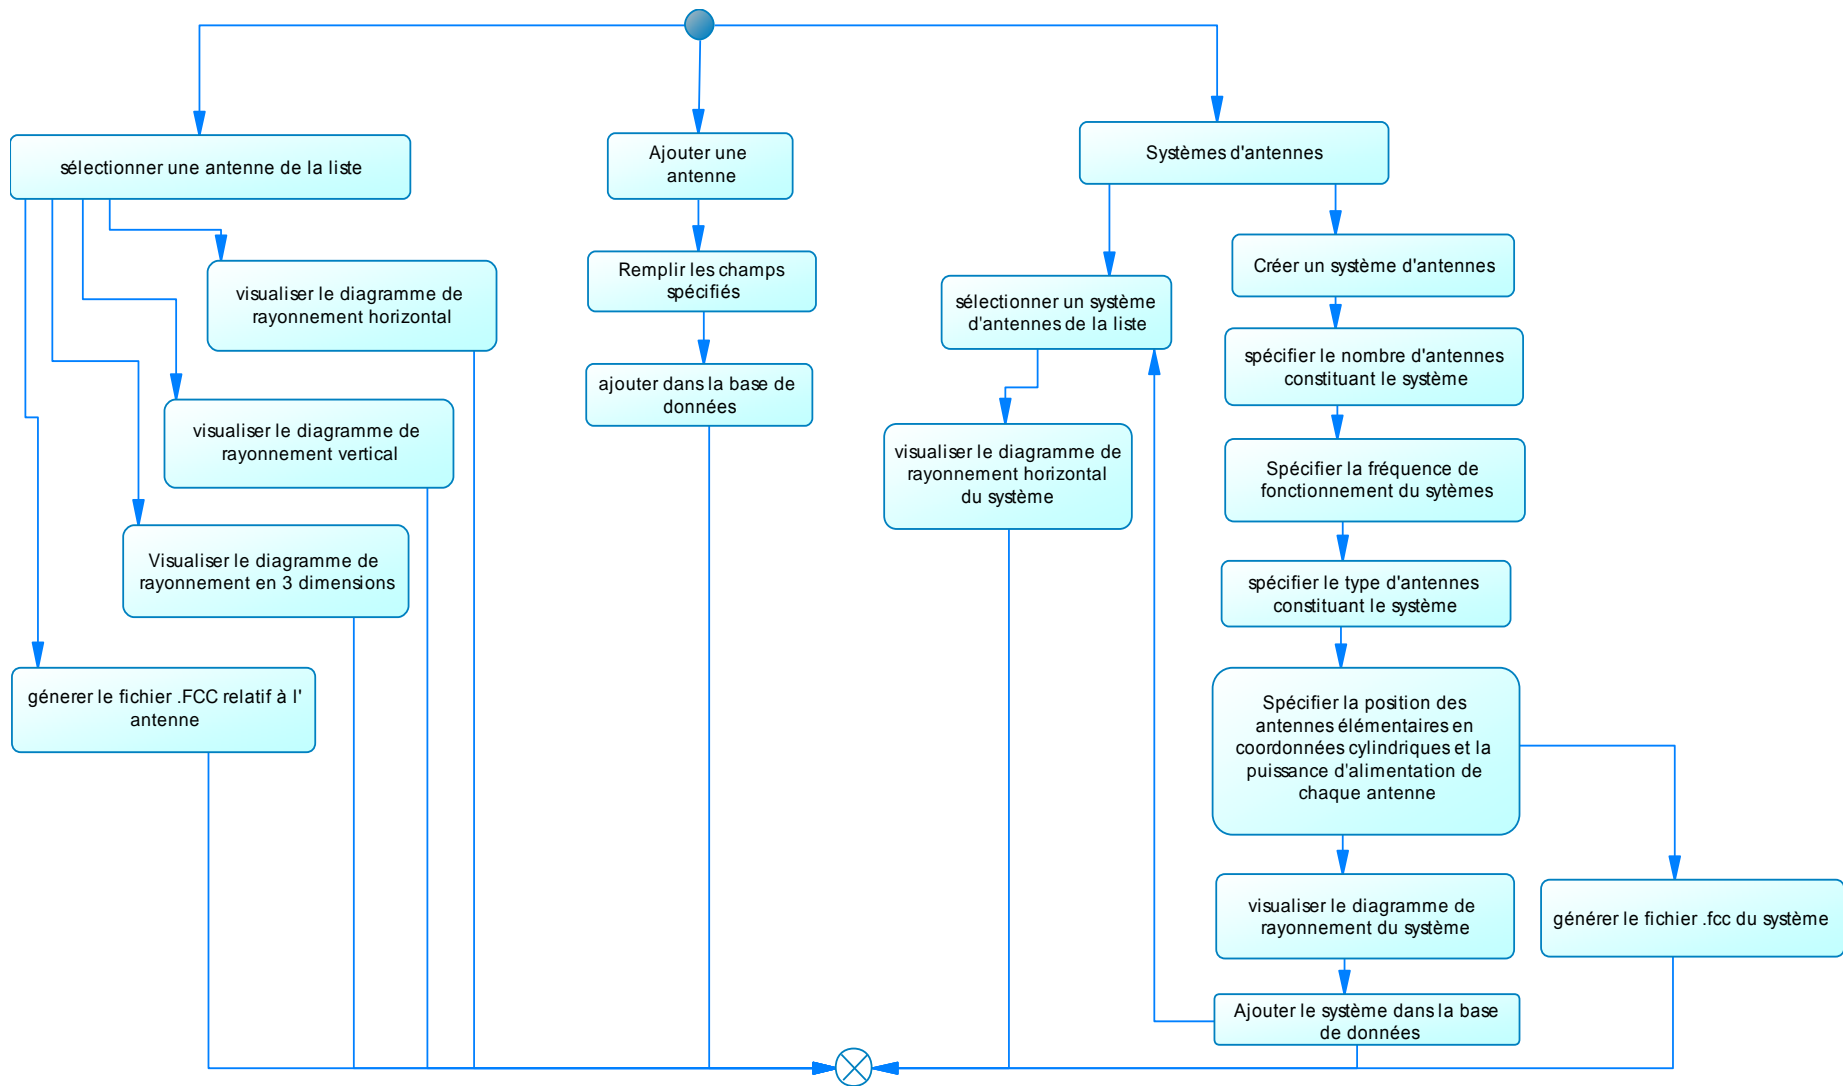 sélectionner une antenne de la liste
visualiser le diagramme de
rayonnement horizontal
visualiser le diagramme de
rayonnement vertical
Visualiser le diagramme de
rayonnement en 3 dimensions
génerer le fichier .FCC relatif à l'
antenne
Ajouter une
antenne
Remplir les champs
spécifiés
ajouter dans la base de
données
Systèmes d'antennes
sélectionner un système
d'antennes de la liste
visualiser le diagramme de
rayonnement horizontal
du système
Créer un système d'antennes
spécifier le nombre d'antennes
constituant le système
Spécifier la fréquence de
fonctionnement du sytèmes
spécifier le type d'antennes
constituant le système
Spécifier la position des
antennes élémentaires en
coordonnées cylindriques et la
puissance d'alimentation de
chaque antenne
visualiser le diagramme de
rayonnement du système
générer le fichier .fcc du système
Ajouter le système dans la base
de données